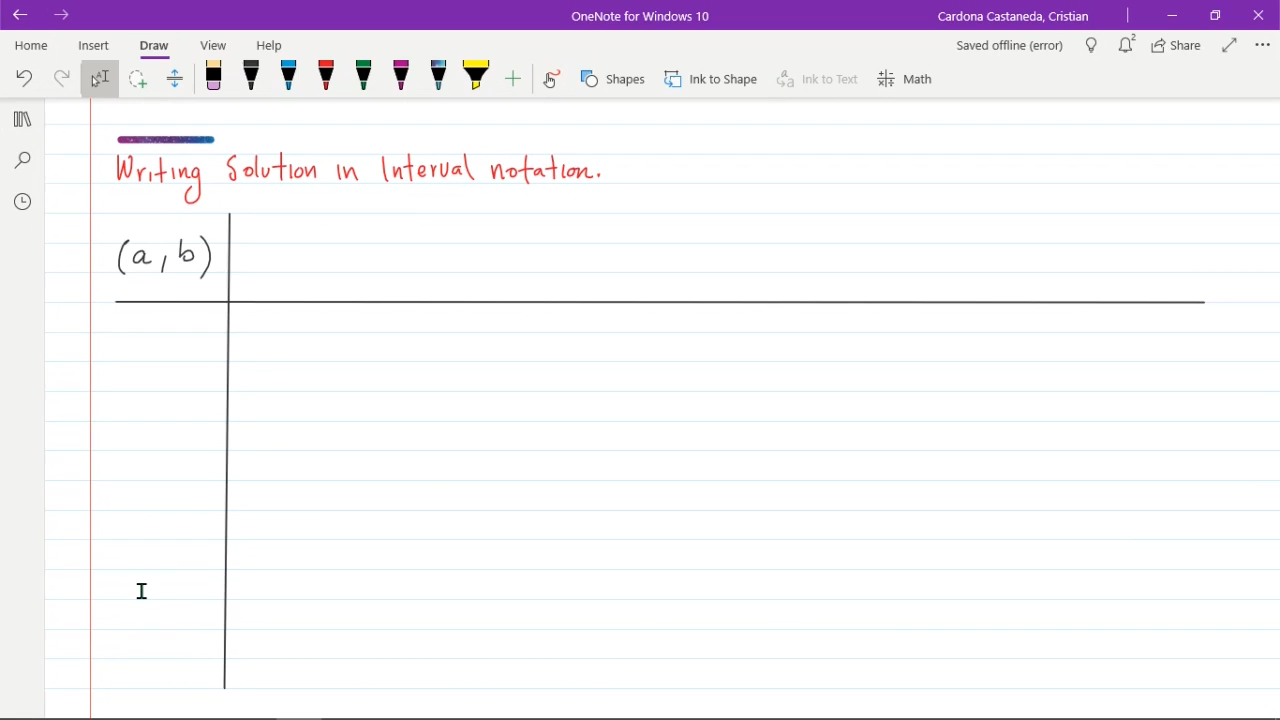 OneNote for Windows 10
Cardona Castaneda, Cristian
Home Insert Draw View Help
Saved offline (error)
2
Share
Shapes
Ink to Shape
Ink to Text
Math
Writing Solution in Interval notation.
(a, b)